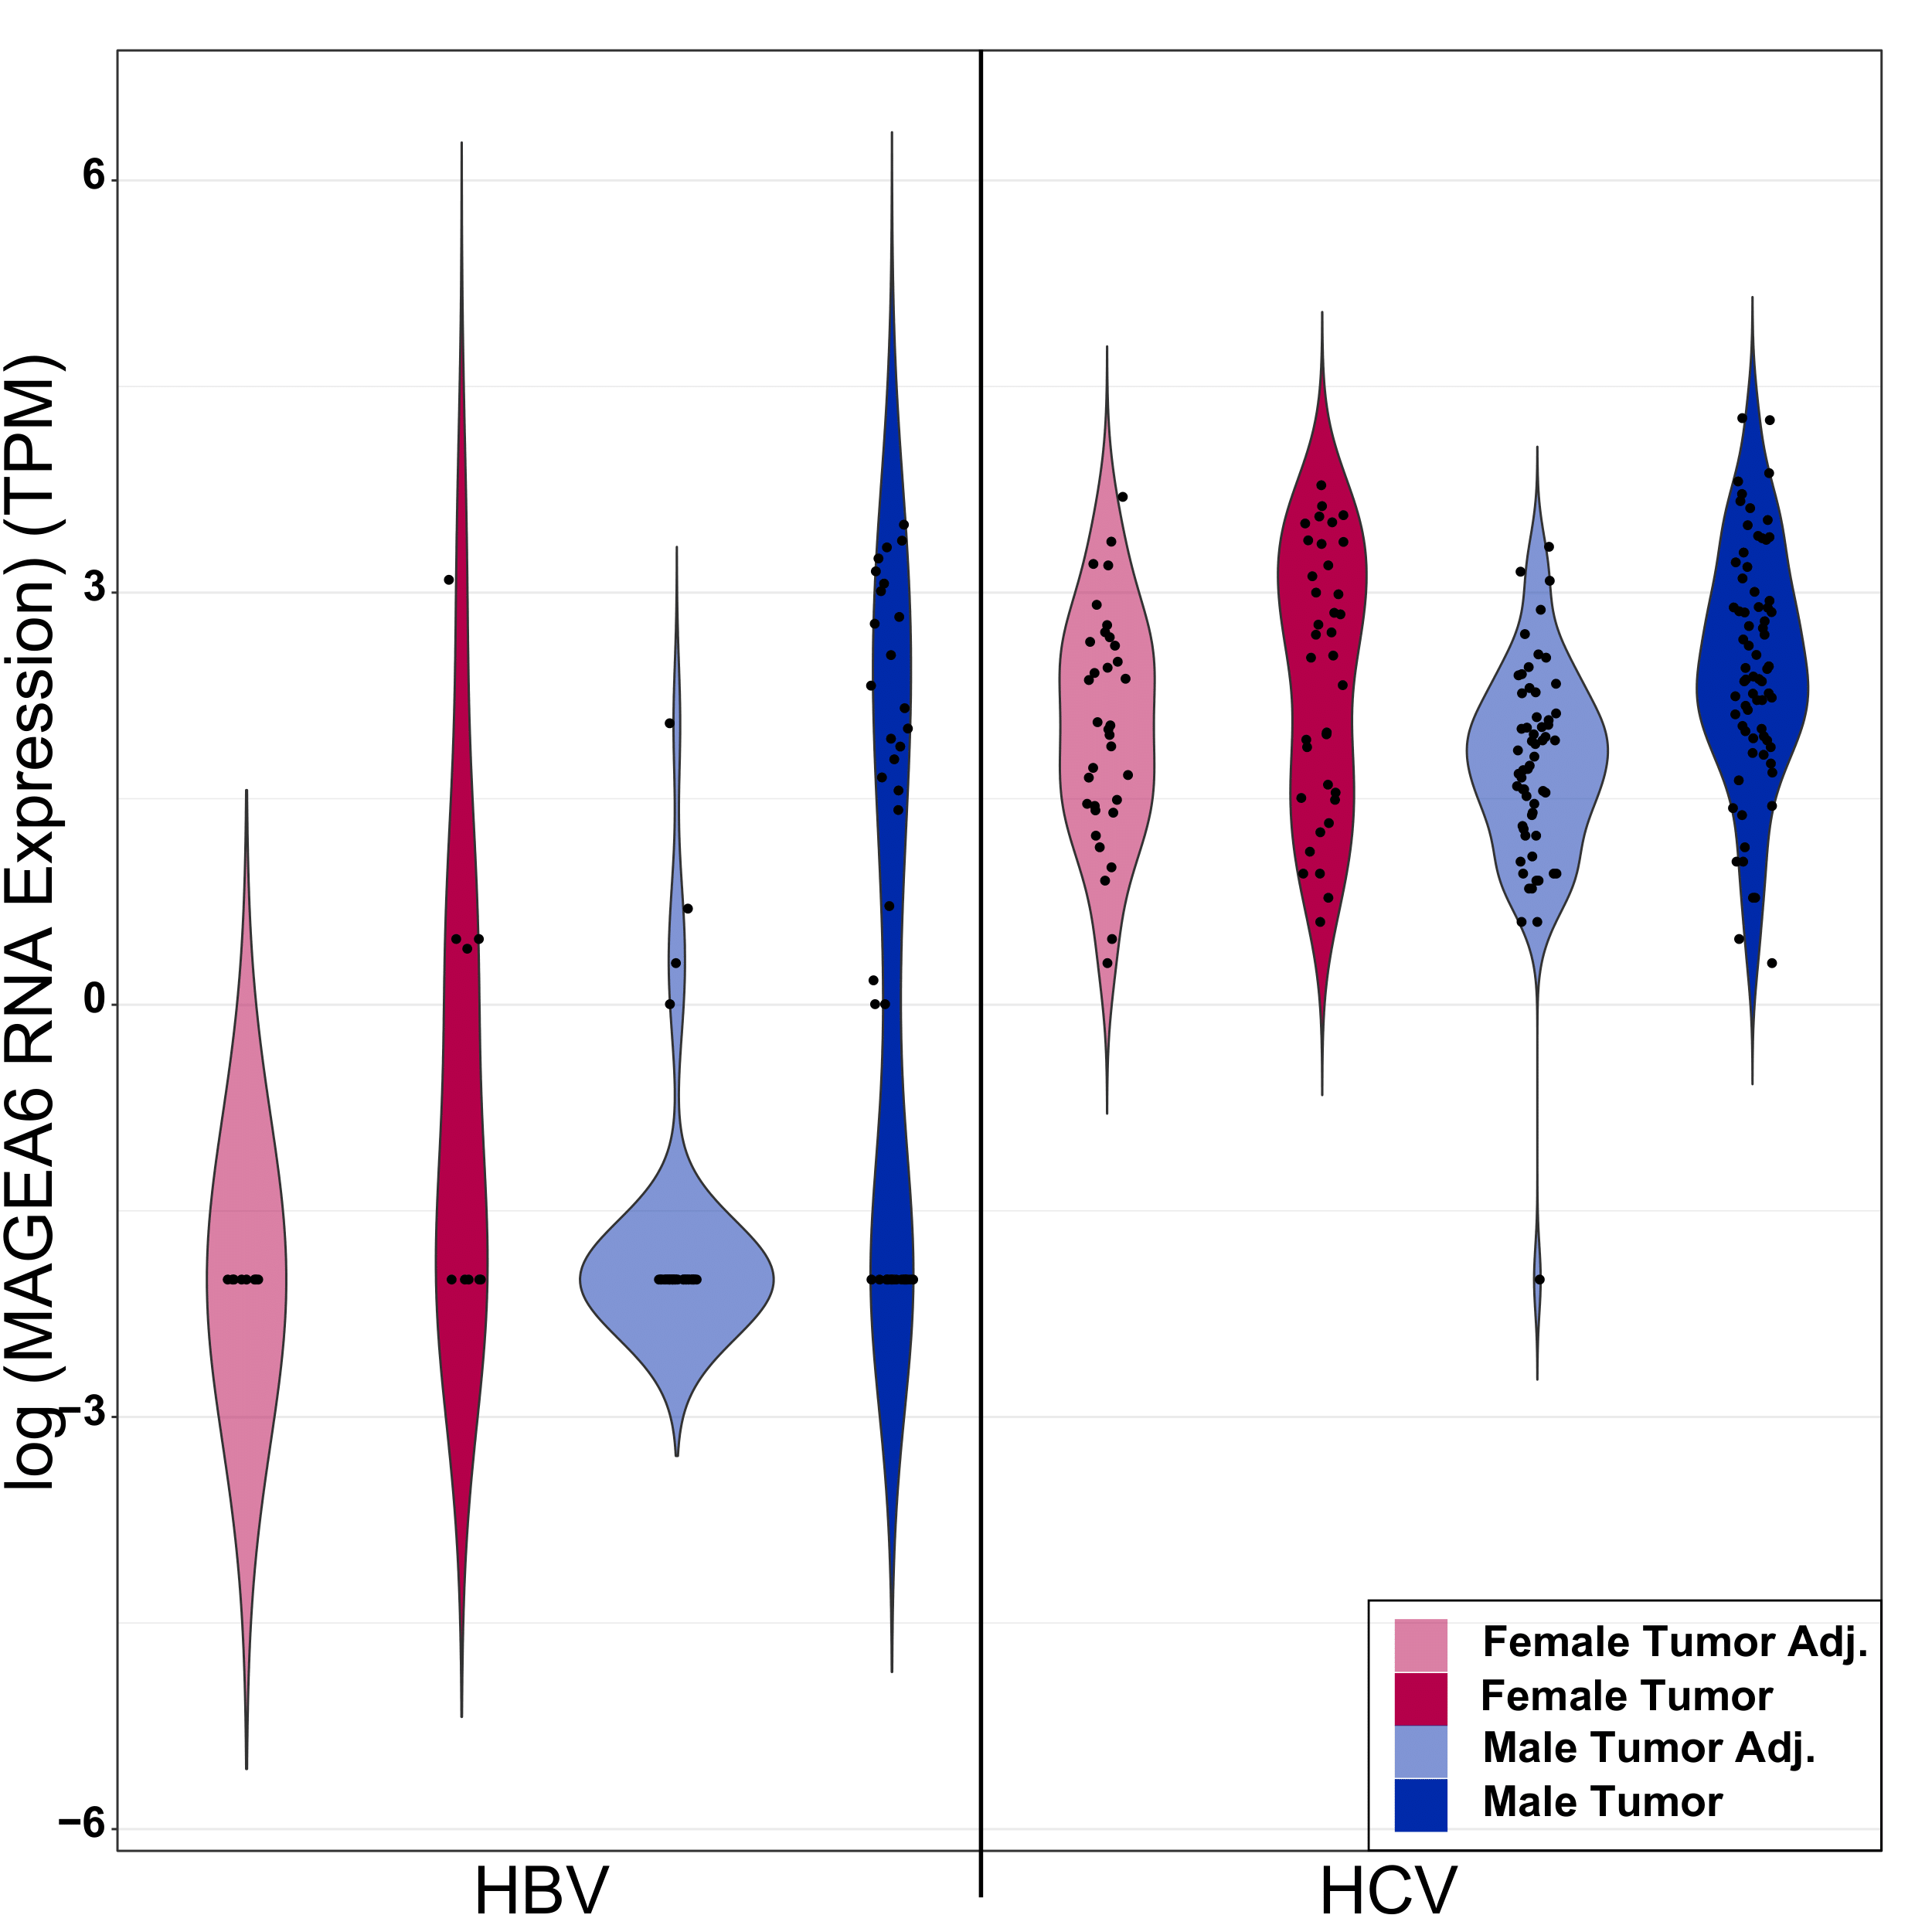 log (MAGEA6 RNA Expression) (TPM)
6
3
0
−3
−6
HBV
HCV
Female Tumor Adj.
Female Tumor
Male Tumor Adj.
Male Tumor